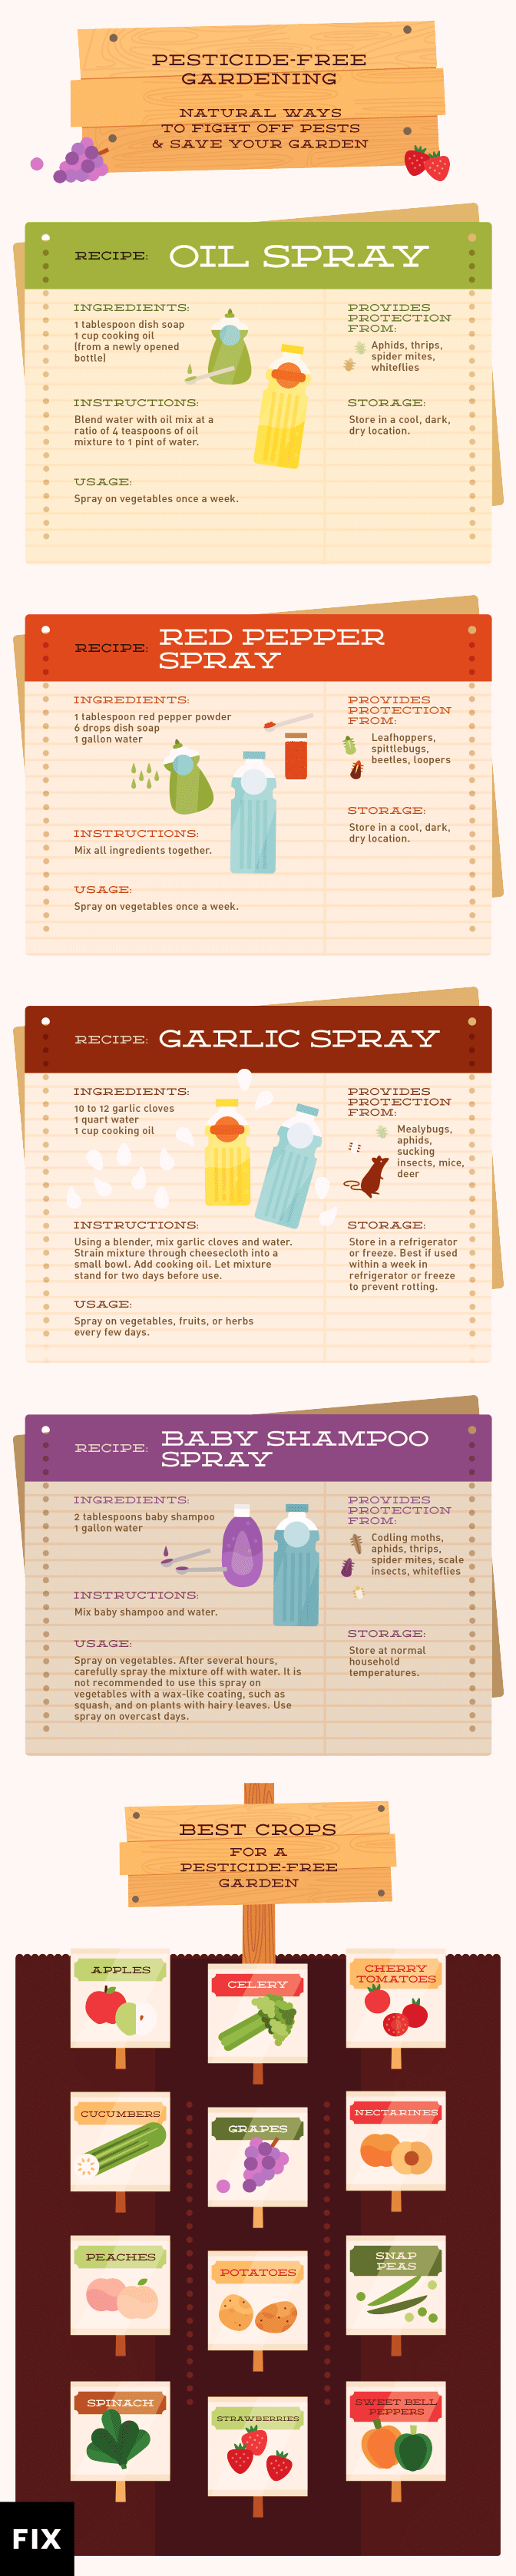 PESTICIDE-FREE
GARDENING
NATURAL WAYS
TO FIGHT OFF PESTS
& SAVE YOUR GARDEN
RECIPE: OIL SPRAY
INGREDIENTS:
1 tablespoon dish soap
1 cup cooking oil
(from a newly opened
bottle)
INSTRUCTIONS:
Blend water with oil mix at a
ratio of 4 teaspoons of oil
mixture to 1 pint of water.
USAGE:
Spray on vegetables once a week.
PROVIDES
PROTECTION
FROM:
Aphids, thrips,
spider mites,
whiteflies
STORAGE:
Store in a cool, dark,
dry location.
RECIPE: RED PEPPER
SPRAY
INGREDIENTS:
1 tablespoon red pepper powder
6 drops dish soap
1 gallon water
INSTRUCTIONS:
Mix all ingredients together.
USAGE:
Spray on vegetables once a week.
PROVIDES
PROTECTION
FROM:
Leafhoppers,
spittlebugs,
beetles, loopers
STORAGE:
Store in a cool, dark,
dry location.
RECIPE: GARLIC SPRAY
INGREDIENTS:
10 to 12 garlic cloves
1 quart water
1 cup cooking oil
INSTRUCTIONS:
Using a blender, mix garlic cloves and water.
Strain mixture through cheesecloth into a
small bowl. Add cooking oil. Let mixture
stand for two days before use.
USAGE:
Spray on vegetables, fruits, or herbs
every few days.
PROVIDES
PROTECTION
FROM:
Mealybugs,
aphids,
sucking
insects, mice,
deer
STORAGE:
Store in a refrigerator
or freeze. Best if used
within a week in
refrigerator or freeze
to prevent rotting.
RECIPE: BABY SHAMPOO
SPRAY
INGREDIENTS:
2 tablespoons baby shampoo
1 gallon water
INSTRUCTIONS:
Mix baby shampoo and water.
USAGE:
Spray on vegetables. After several hours,
carefully spray the mixture off with water. It is
not recommended to use this spray on
vegetables with a wax-like coating, such as
squash, and on plants with hairy leaves. Use
spray on overcast days.
PROVIDES
PROTECTION
FROM:
Codling moths,
aphids, thrips,
spider mites, scale
insects, whiteflies
STORAGE:
Store at normal
household
temperatures.
BEST CROPS
FOR A
PESTICIDE-FREE
GARDEN
APPLES
CELERY
CHERRY
TOMATOES
CUCUMBERS
GRAPES
NECTARINES
PEACHES
POTATOES
SNAP
PEAS
SPINACH
STRAWBERRIES
SWEET BELL
PEPPERS
FIX